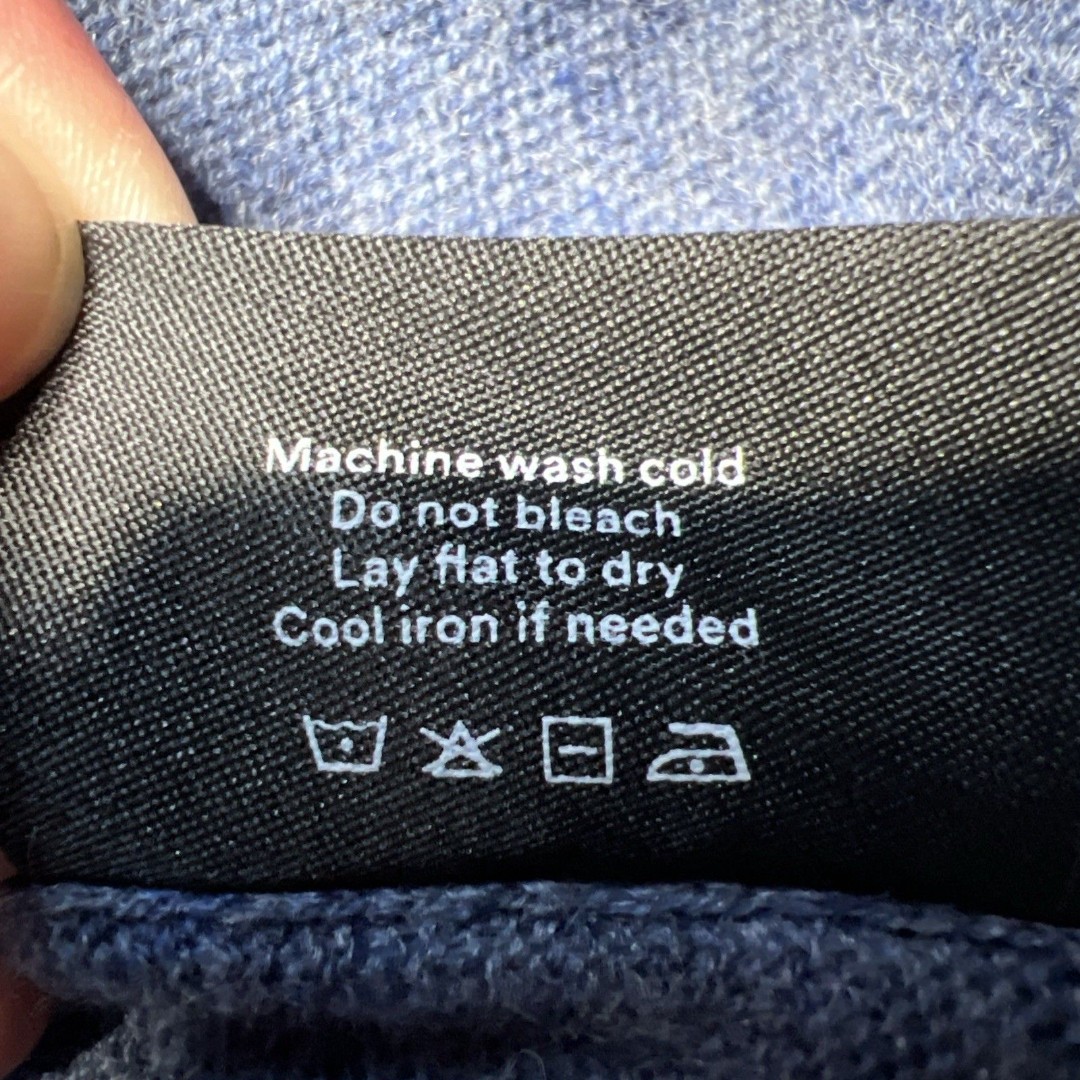 Machine wash cold
Do not bleach
Lay flat to dry
Cool iron if needed